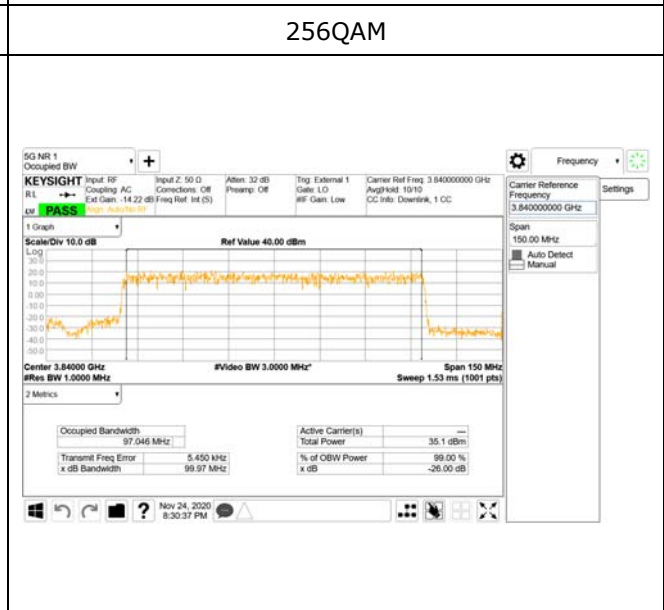 256QAM
5G NR 1
Occupied BW
+
Frequency
KEYSIGHT
Input: RF
Input Z: 50 Ω
Atten: 32 dB
Trig: External 1
Carrier Ref Freq: 3.840000000 GHz
RL
Coupling: AC
Corrections: Off
Preamp: Off
Gate: LO
Avg|Hold: 10/10
Ext Gain: -14.22 dB
Freq Ref: Int (S)
#IF Gain: Low
CC Info: Downlink, 1 CC
PASS
Align: Auto/No RF
Carrier Reference
Frequency
3.840000000 GHz
Settings
Span
150.00 MHz
Auto Detect
Manual
1 Graph
Scale/Div 10.0 dB
Ref Value 40.00 dBm
Log
30.0
20.0
10.0
0.00
-10.0
-20.0
-30.0
-40.0
-50.0
Center 3.84000 GHz
#Video BW 3.0000 MHz*
Span 150 MHz
#Res BW 1.0000 MHz
Sweep 1.53 ms (1001 pts)
2 Metrics
Occupied Bandwidth
97.046 MHz
Active Carrier(s)
---
Total Power
35.1 dBm
Transmit Freq Error
5.450 kHz
% of OBW Power
99.00 %
x dB Bandwidth
99.97 MHz
x dB
-26.00 dB
?
Nov 24, 2020
8:30:37 PM